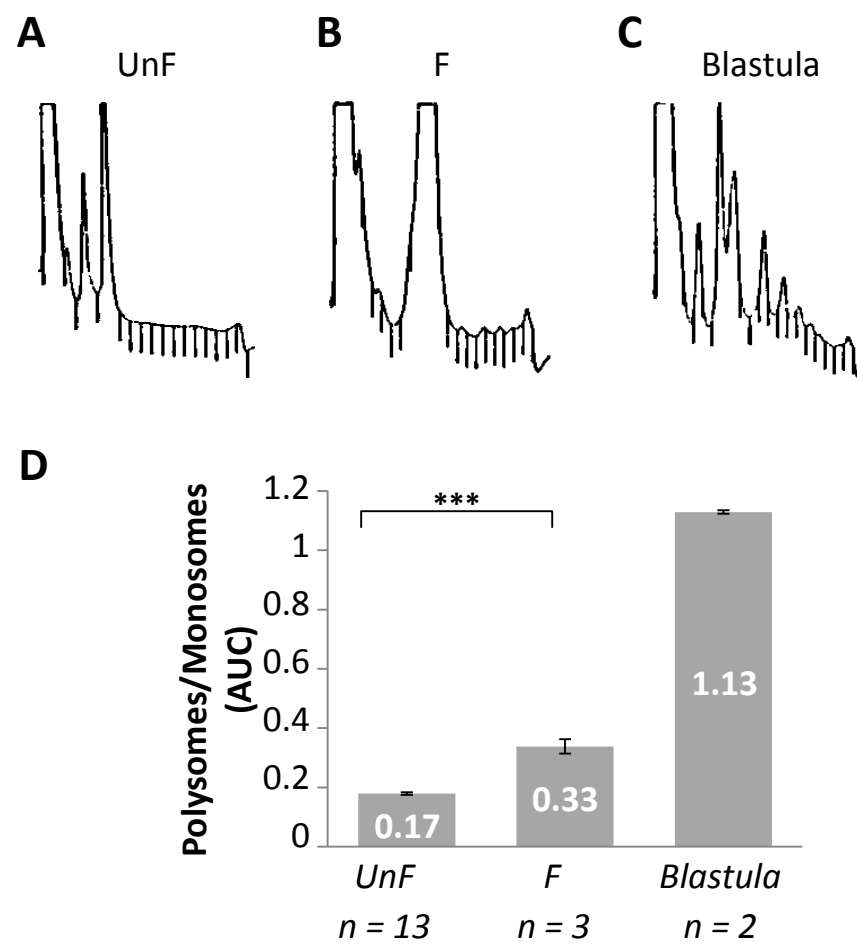 A
UnF
B
F
C
Blastula
D
Polysomes/Monosomes
(AUC)
1.2
1
0.8
0.6
0.4
0.2
0
***
0.17
0.33
1.13
UnF
F
Blastula
n = 13
n = 3
n = 2